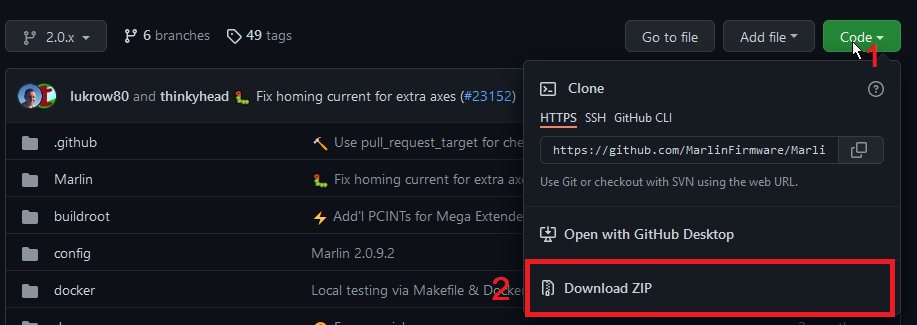 2.0.x 6 branches 49 tags Go to file Add file Code
1
lukrow80 and thinkyhead Fix homing current for extra axes (#23152)
Clone
HTTPS SSH GitHub CLI
.github Use pull_request_target for che
https://github.com/MarlinFirmware/Marli
Marlin Fix homing current for extra axe
Use Git or checkout with SVN using the web URL.
buildroot Add'l PCINTs for Mega Extende
Open with GitHub Desktop
config Marlin 2.0.9.2
docker Local testing via Makefile & Docker
2 Download ZIP